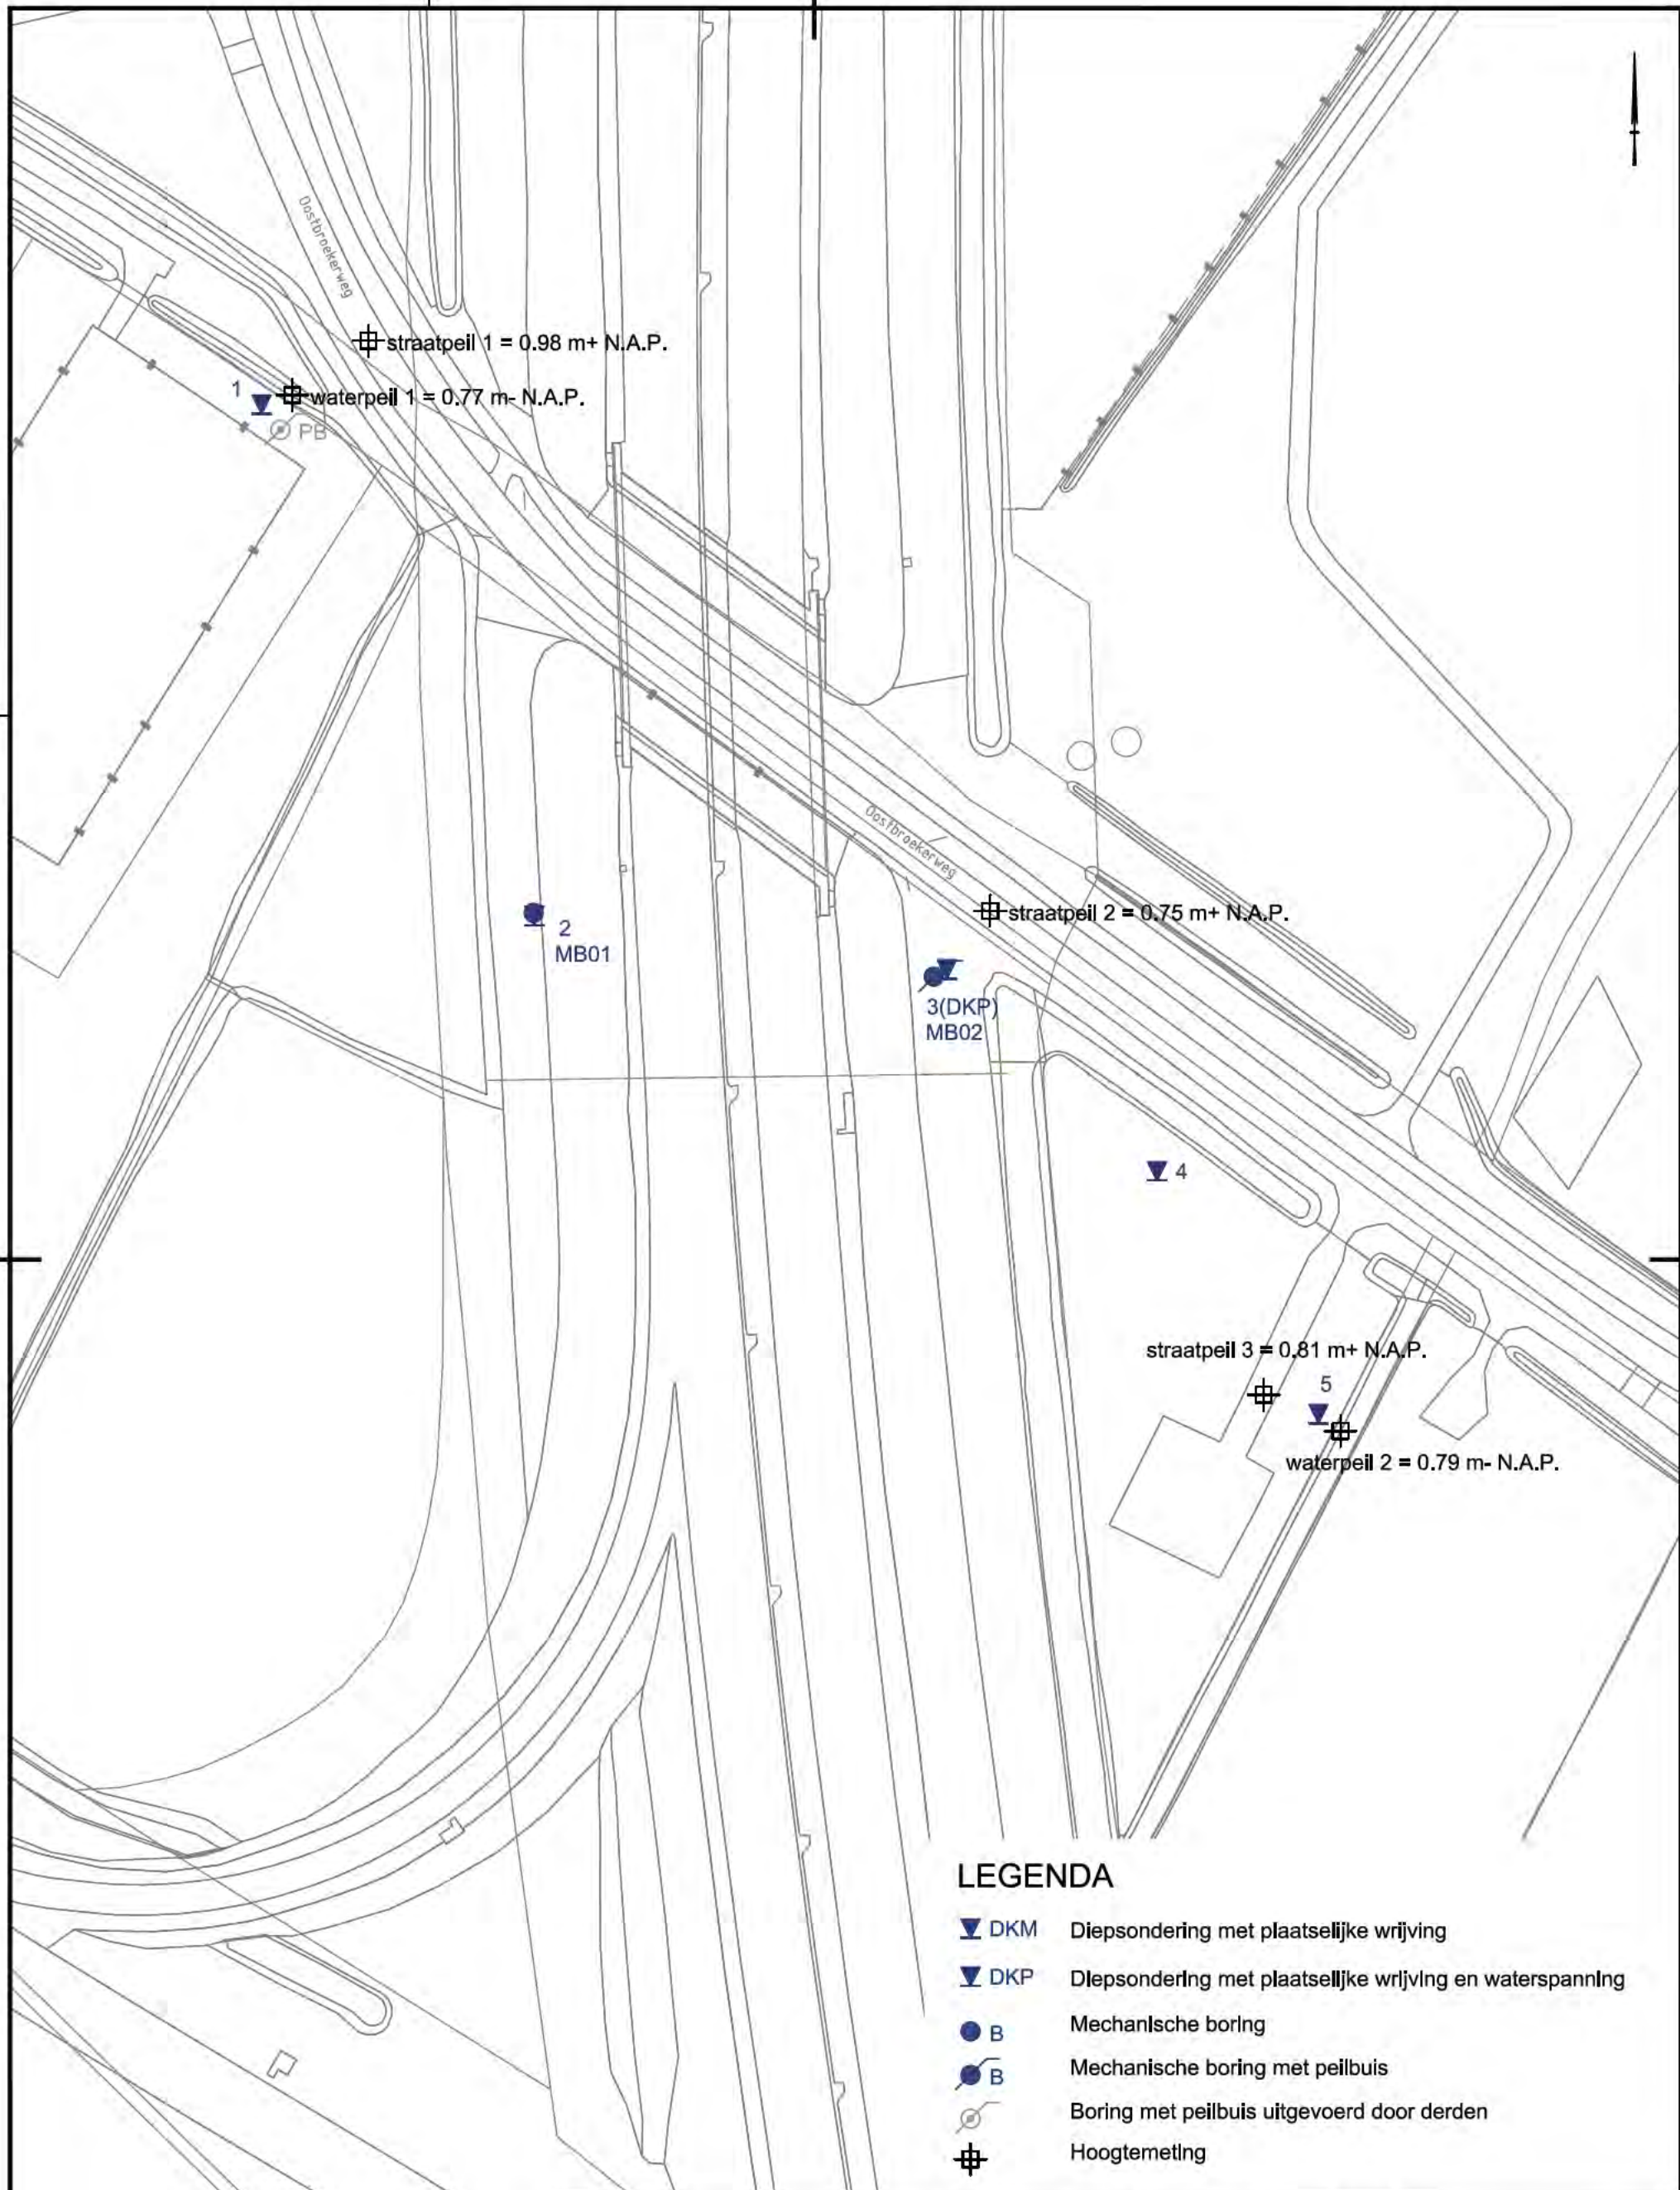 Oostbroekerweg
straatpeil 1 = 0.98 m+ N.A.P.
1
waterpeil 1 = 0.77 m- N.A.P.
PB
Oostbroekerweg
straatpeil 2 = 0.75 m+ N.A.P.
2
MB01
3(DKP)
MB02
4
straatpeil 3 = 0.81 m+ N.A.P.
5
waterpeil 2 = 0.79 m- N.A.P.
LEGENDA
DKM Diepsondering met plaatselijke wrijving
DKP Diepsondering met plaatselijke wrijving en waterspanning
B Mechanische boring
B Mechanische boring met peilbuis
Boring met peilbuis uitgevoerd door derden
Hoogtemeting